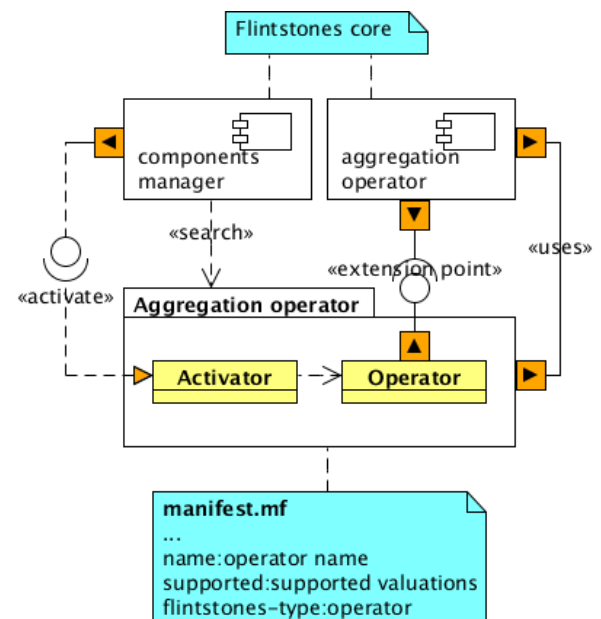 Flintstones core
components
manager
aggregation
operator
«search»
«uses»
«extension point»
«activate»
Aggregation operator
Activator
Operator
manifest.mf
...
name:operator name
supported:supported valuations
flintstones-type:operator